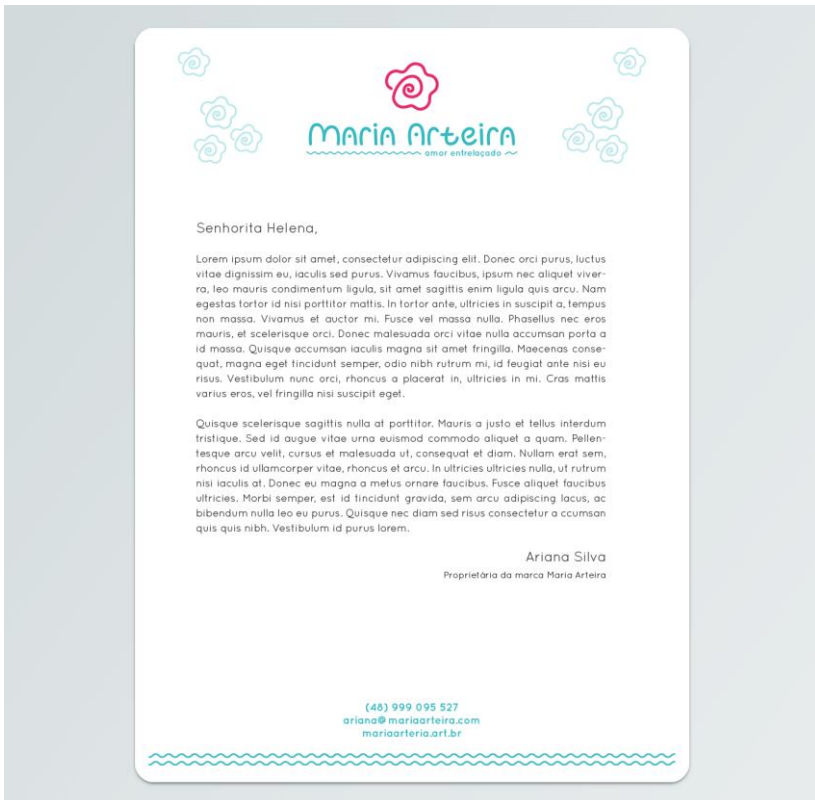 Maria Arteira
amor entrelaçado
Senhorita Helena,
Lorem ipsum dolor sit amet, consectetur adipiscing elit. Donec orci purus, luctus
vitae dignissim eu, iaculis sed purus. Vivamus faucibus, ipsum nec aliquet viver-
ra, leo mauris condimentum ligula, sit amet sagittis enim ligula quis arcu. Nam
egestas tortor id nisi porttitor mattis. In tortor ante, ultricies in suscipit a, tempus
non massa. Vivamus et auctor mi. Fusce vel massa nulla. Phasellus nec eros
mauris, et scelerisque orci. Donec malesuada orci vitae nulla accumsan porta a
id massa. Quisque accumsan iaculis magna sit amet fringilla. Maecenas conse-
quat, magna eget tincidunt semper, odio nibh rutrum mi, id feugiat ante nisi eu
risus. Vestibulum nunc orci, rhoncus a placerat in, ultricies in mi. Cras mattis
varius eros, vel fringilla nisi suscipit eget.
Quisque scelerisque sagittis nulla at porttitor. Mauris a justo et tellus interdum
tristique. Sed id augue vitae urna euismod commodo aliquet a quam. Pellen-
tesque arcu velit, cursus et malesuada ut, consequat et diam. Nullam erat sem,
rhoncus id ullamcorper vitae, rhoncus et arcu. In ultricies ultricies nulla, ut rutrum
nisi iaculis at. Donec eu magna a metus ornare faucibus. Fusce aliquet faucibus
ultricies. Morbi semper, est id tincidunt gravida, sem arcu adipiscing lacus, ac
bibendum nulla leo eu purus. Quisque nec diam sed risus consectetur a ccumsan
quis quis nibh. Vestibulum id purus lorem.
Ariana Silva
Proprietária da marca Maria Arteira
(48) 999 095 527
ariana@mariaarteira.com
mariaarteria.art.br